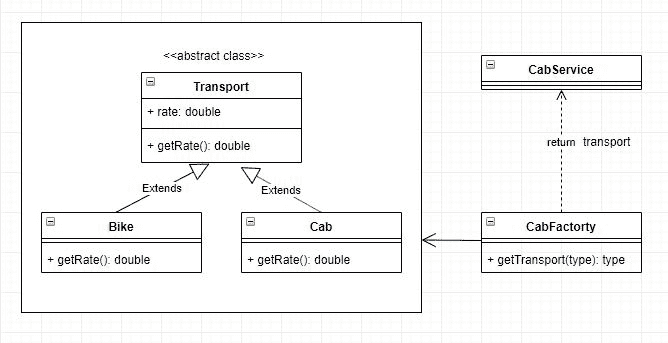 <<abstract class>>
Transport
+ rate: double
+ getRate(): double
Extends
Extends
Bike
+ getRate(): double
Cab
+ getRate(): double
CabService
return transport
CabFactorty
+ getTransport(type): type